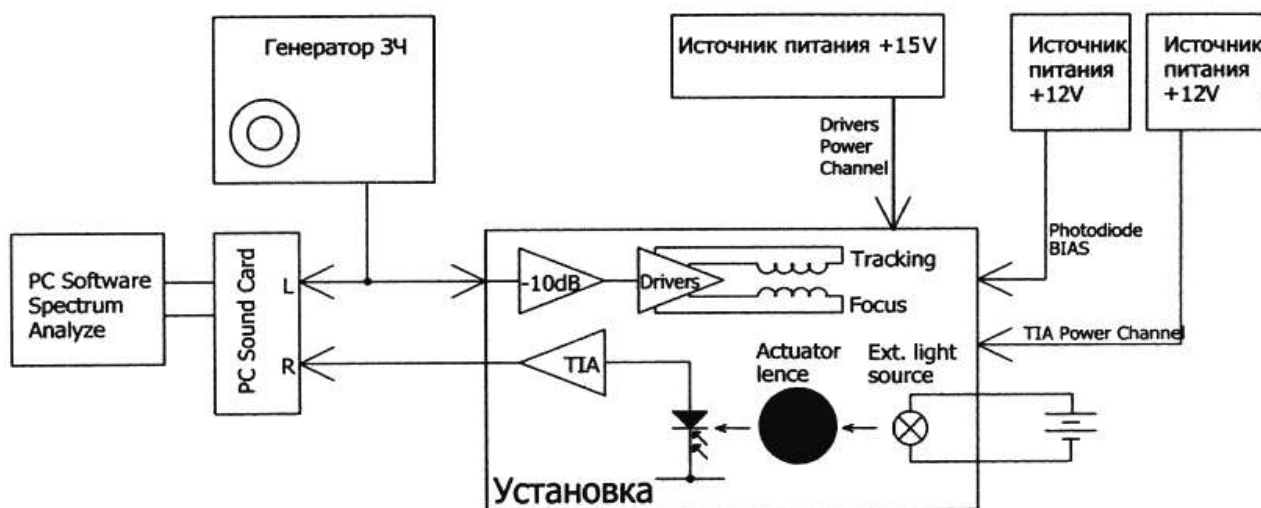 Генератор ЗЧ
Источник питания +15V
Источник
питания
+12V
Источник
питания
+12V
Drivers
Power
Channel
Photodiode
BIAS
TIA Power Channel
PC Software
Spectrum
Analyze
PC Sound Card
L
R
-10dB
Drivers
Tracking
Focus
TIA
Actuator
lence
Ext. light
source
Установка